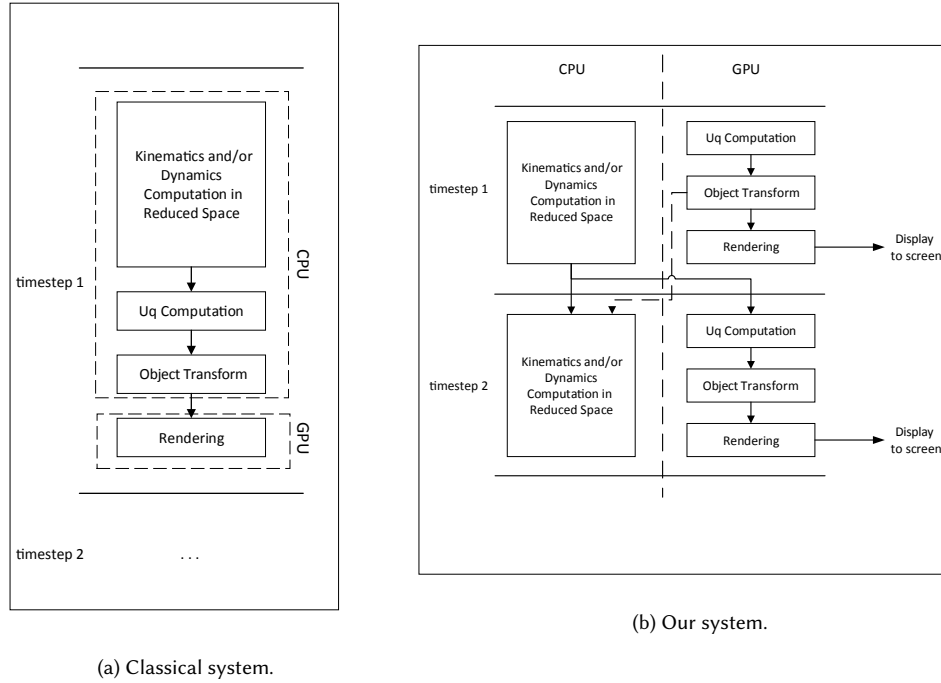 Kinematics and/or
Dynamics
Computation in
Reduced Space
CPU
timestep 1
Uq Computation
Object Transform
Rendering
GPU
timestep 2
. . .
(a) Classical system.
CPU
GPU
timestep 1
Kinematics and/or
Dynamics
Computation in
Reduced Space
Uq Computation
Object Transform
Rendering
Display
to screen
timestep 2
Kinematics and/or
Dynamics
Computation in
Reduced Space
Uq Computation
Object Transform
Rendering
Display
to screen
(b) Our system.